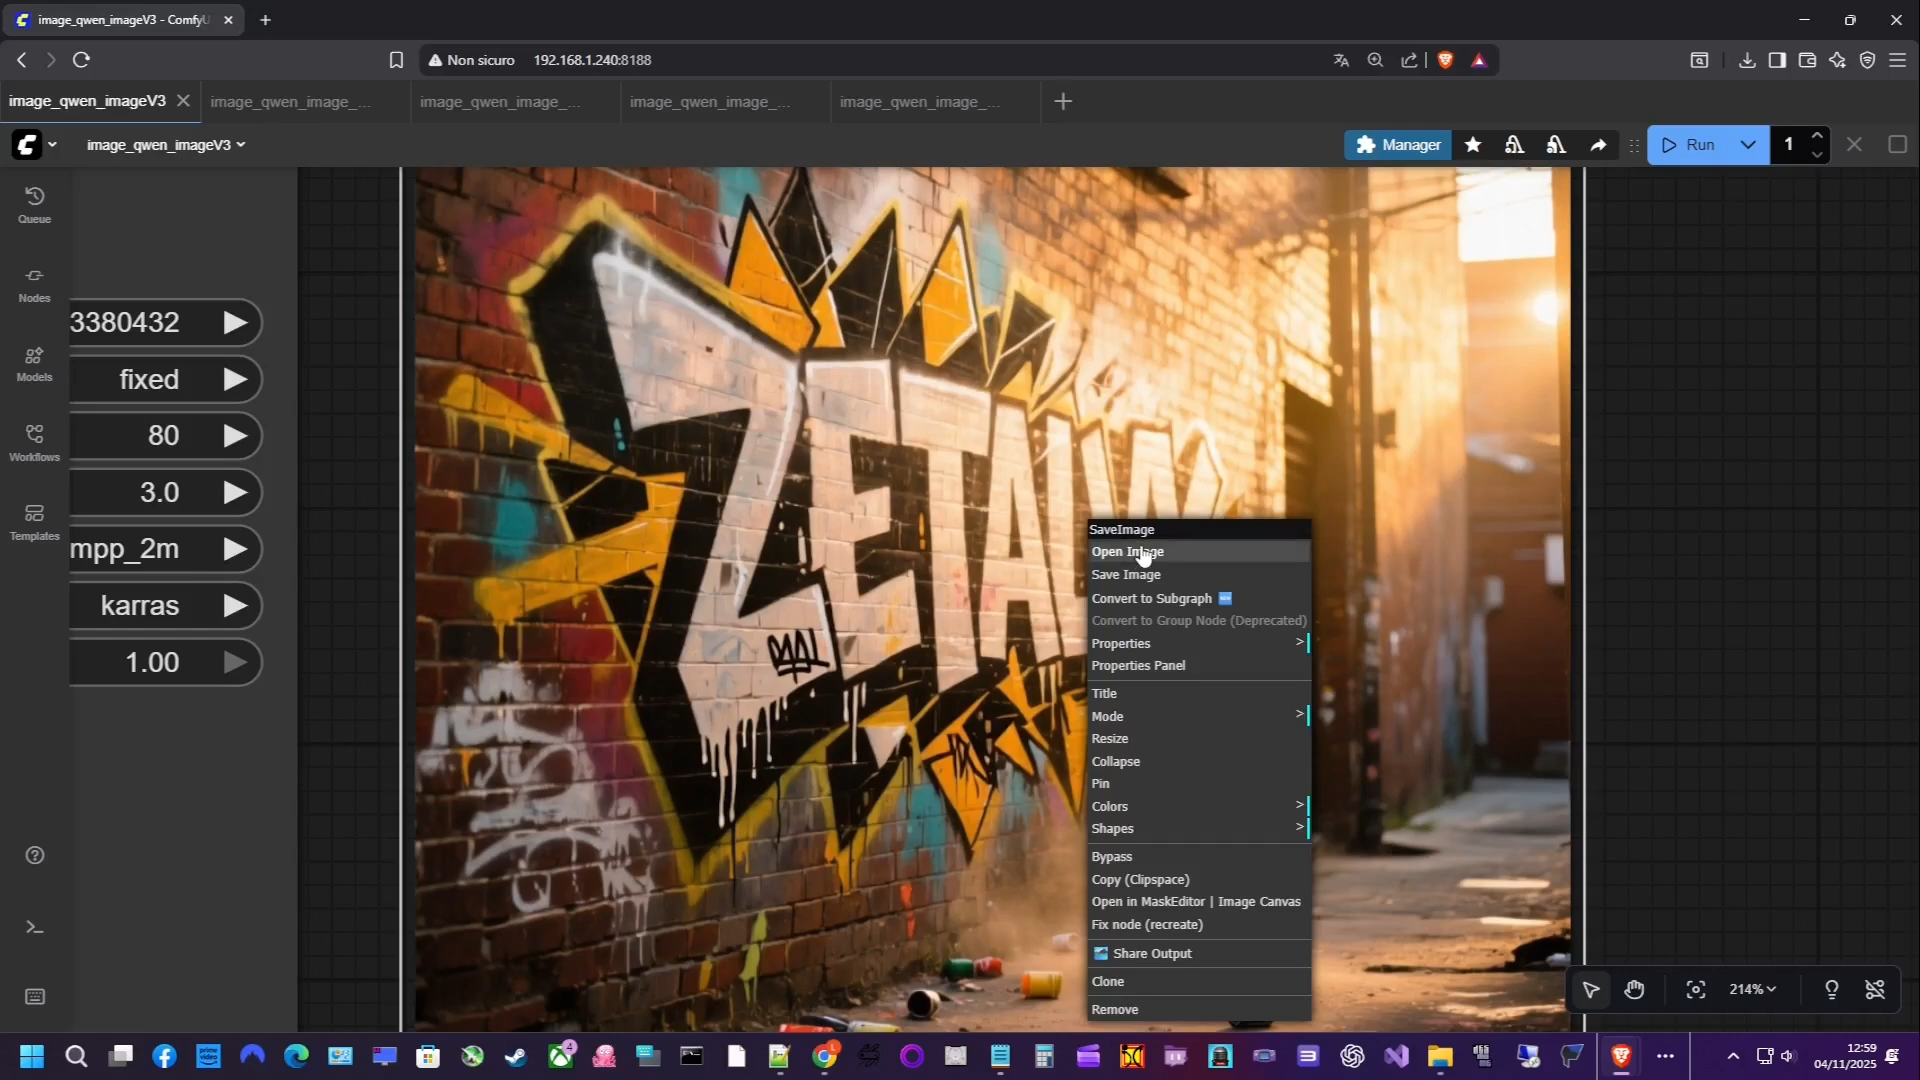 image_qwen_imageV3 - ComfyU
Non sicuro 192.168.1.240:8188
image_qwen_imageV3
image_qwen_image_...
image_qwen_image_...
image_qwen_image_...
image_qwen_image_...
image_qwen_imageV3
Manager
Run
1
Queue
Nodes
Models
Workflows
Templates
3380432
fixed
80
3.0
mpp_2m
karras
1.00
ZETALW
SaveImage
Open Image
Save Image
Convert to Subgraph
Convert to Group Node (Deprecated)
Properties >
Properties Panel
Title
Mode >
Resize
Collapse
Pin
Colors >
Shapes >
Bypass
Copy (Clipspace)
Open in MaskEditor | Image Canvas
Fix node (recreate)
Share Output
Clone
Remove
214%
prime video
4
12:59
04/11/2025